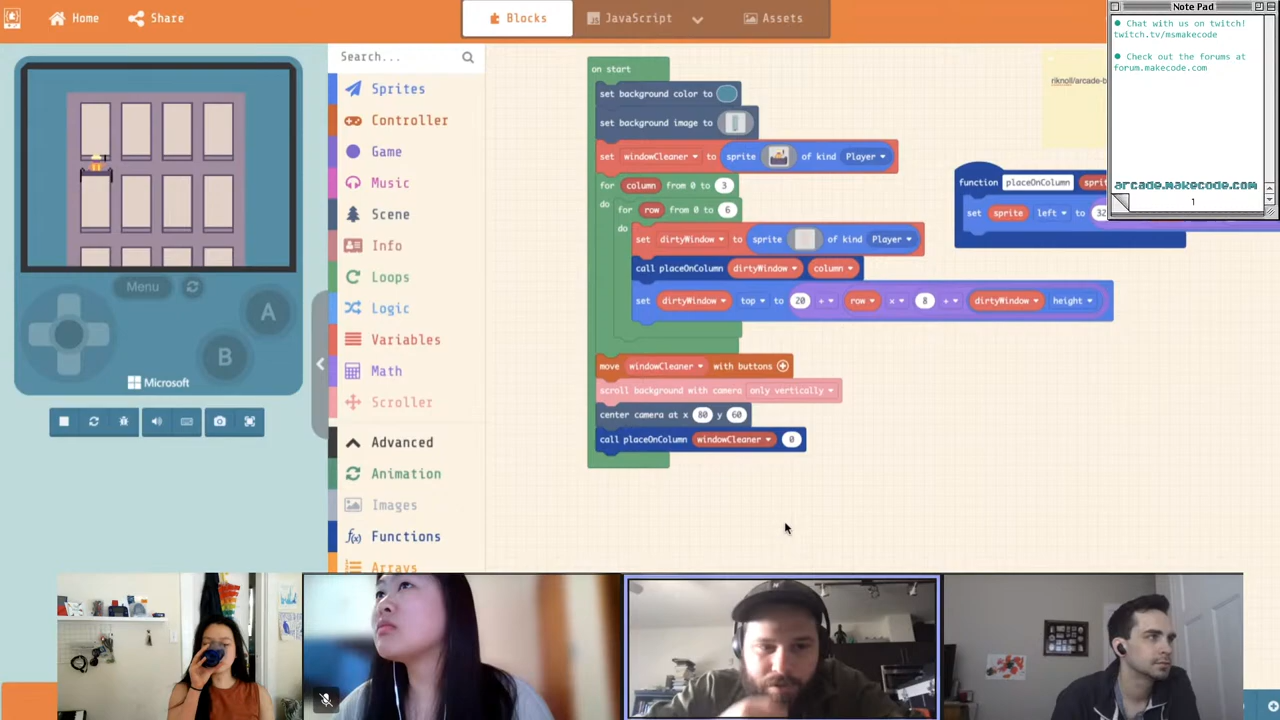 Home
Share
Blocks
JavaScript
Assets
Note Pad
Chat with us on twitch!
twitch.tv/msmakecode
Check out the forums at
forum.makecode.com
arcade.makecode.com
1
Menu
A
B
Microsoft
Search...
Sprites
Controller
Game
Music
Scene
Info
Loops
Logic
Variables
Math
Scroller
Advanced
Animation
Images
Functions
Arrays
on start
set background color to
set background image to
set windowCleaner to sprite of kind Player
for column from 0 to 3
do for row from 0 to 6
do set dirtyWindow to sprite of kind Player
call placeOnColumn dirtyWindow column
set dirtyWindow top to 20 + row × 8 + dirtyWindow height
move windowCleaner with buttons +
scroll background with camera only vertically
center camera at x 80 y 60
call placeOnColumn windowCleaner 0
riknoll/arcade-b
function placeOnColumn
set sprite left to 32